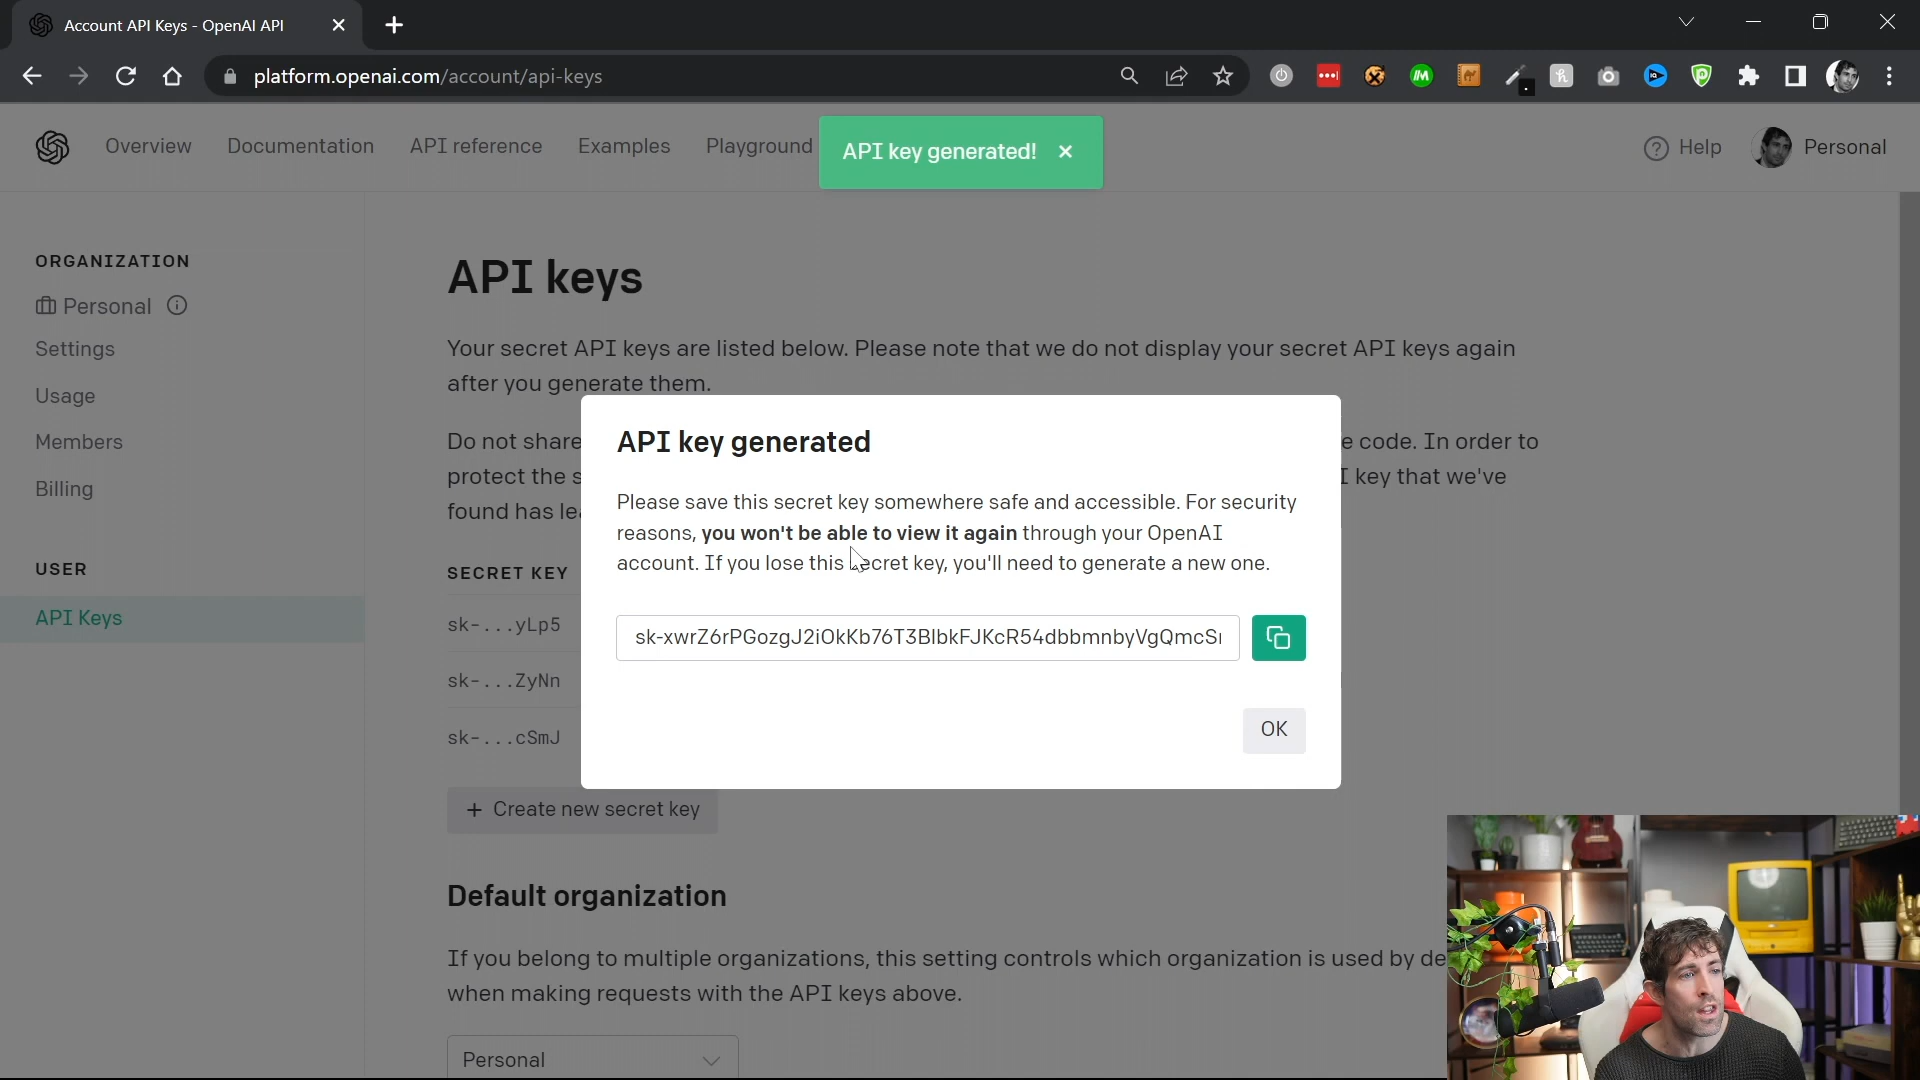 Account API Keys - OpenAI API
platform.openai.com/account/api-keys
Overview
Documentation
API reference
Examples
Playground
API key generated!
Help
Personal
ORGANIZATION
Personal
Settings
Usage
Members
Billing
USER
API Keys
API keys
Your secret API keys are listed below. Please note that we do not display your secret API keys again
after you generate them.
Do not share
e code. In order to
protect the s
I key that we've
found has lea
SECRET KEY
sk-...yLp5
sk-...ZyNn
sk-...cSmJ
+ Create new secret key
API key generated
Please save this secret key somewhere safe and accessible. For security
reasons, you won't be able to view it again through your OpenAI
account. If you lose this secret key, you'll need to generate a new one.
OK
Default organization
If you belong to multiple organizations, this setting controls which organization is used by de
when making requests with the API keys above.
Personal